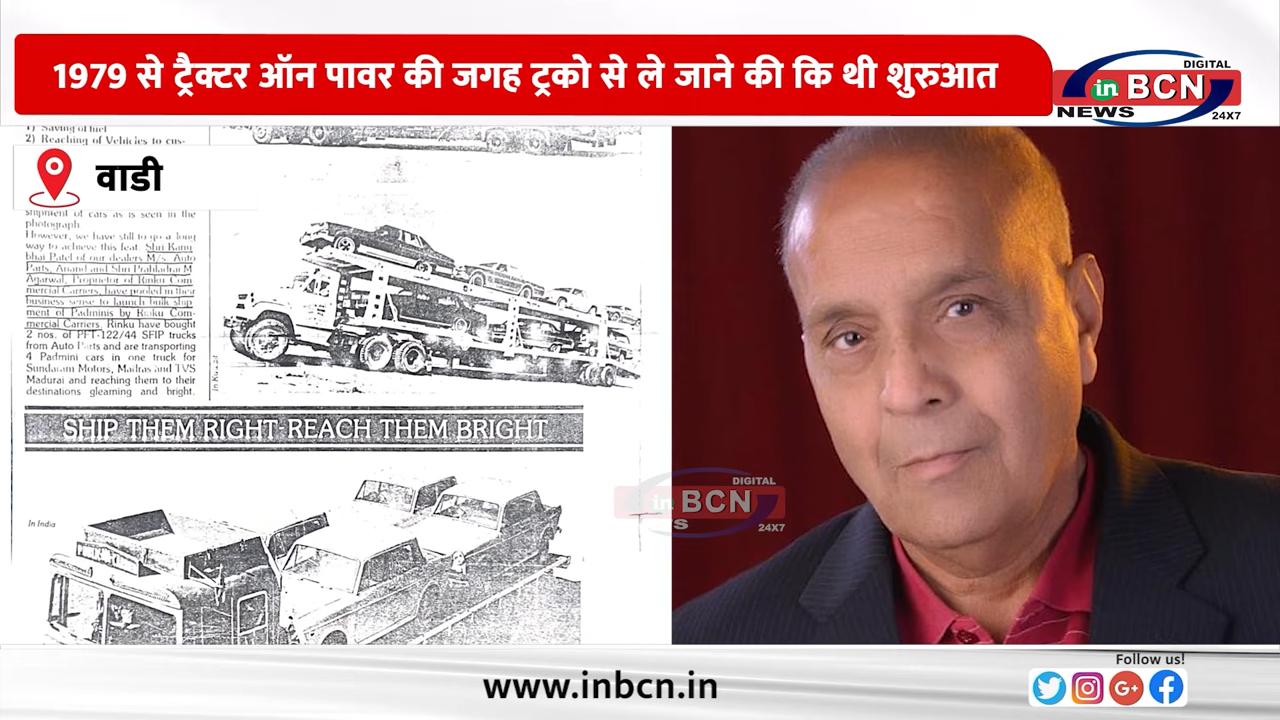 1979 से ट्रैक्टर ऑन पावर की जगह ट्रको से ले जाने की कि थी शुरुआत
DIGITAL
in BCN
NEWS
24X7
1) Saving of fuel
2) Reaching of Vehicles to cus-
वाडी
shipment of cars as is seen in the
photograph.
However, we have still to go a long
way to achieve this feat. Shri Kanu
bhai Patel of our dealers M/s. Auto
Parts, Anand and Shri Prahladrai M
Agarwal, Proprietor of Rinku Com
mercial Carriers, have pooled in their
business sense to launch bulk ship
ment of Padminis by Rinku Com
mercial Carriers. Rinku have bought
2 nos. of PFT-122/44 SFIP trucks
from Auto Parts and are transporting
4 Padmini cars in one truck for
Sundaram Motors, Madras and TVS
Madurai and reaching them to their
destinations gleaming and bright.
In Kuwait
SHIP THEM RIGHT-REACH THEM BRIGHT
In India
DIGITAL
in BCN
NEWS
24X7
www.inbcn.in
Follow us!